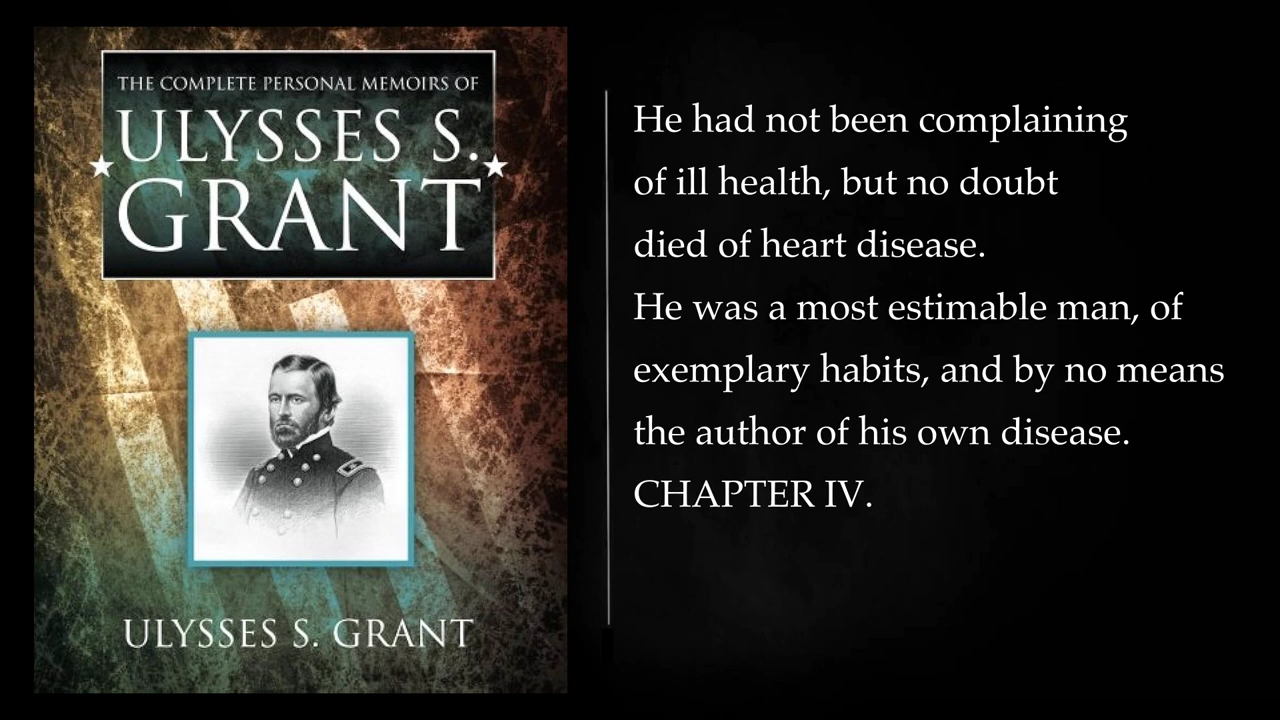 THE COMPLETE PERSONAL MEMOIRS OF
ULYSSES S.
GRANT
ULYSSES S. GRANT
He had not been complaining
of ill health, but no doubt
died of heart disease.
He was a most estimable man, of
exemplary habits, and by no means
the author of his own disease.
CHAPTER IV.